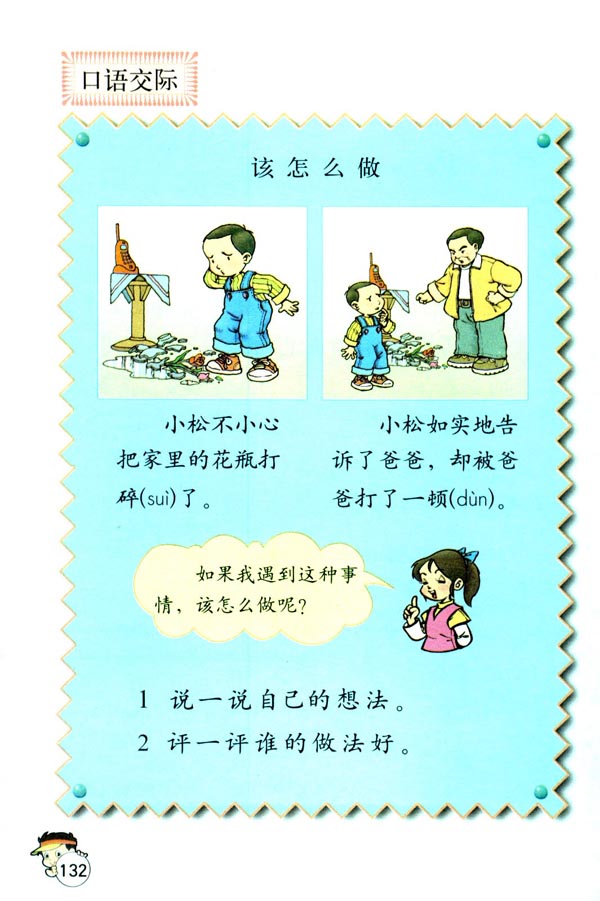 口语交际
该怎么做
小松不小心
把家里的花瓶打
碎(suì)了。
小松如实地告
诉了爸爸，却被爸
爸打了一顿(dùn)。
如果我遇到这种事
情，该怎么做呢？
1 说一说自己的想法。
2 评一评谁的做法好。
132